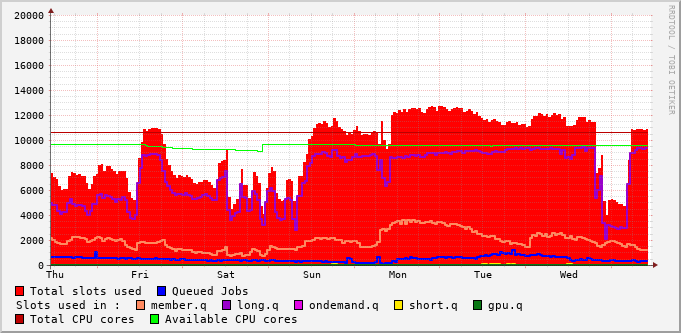 20000
18000
16000
14000
12000
10000
8000
6000
4000
2000
0
Thu Fri Sat Sun Mon Tue Wed
RRDTOOL / TOBI OETIKER
Total slots used Queued Jobs
Slots used in : member.q long.q ondemand.q short.q gpu.q
Total CPU cores Available CPU cores